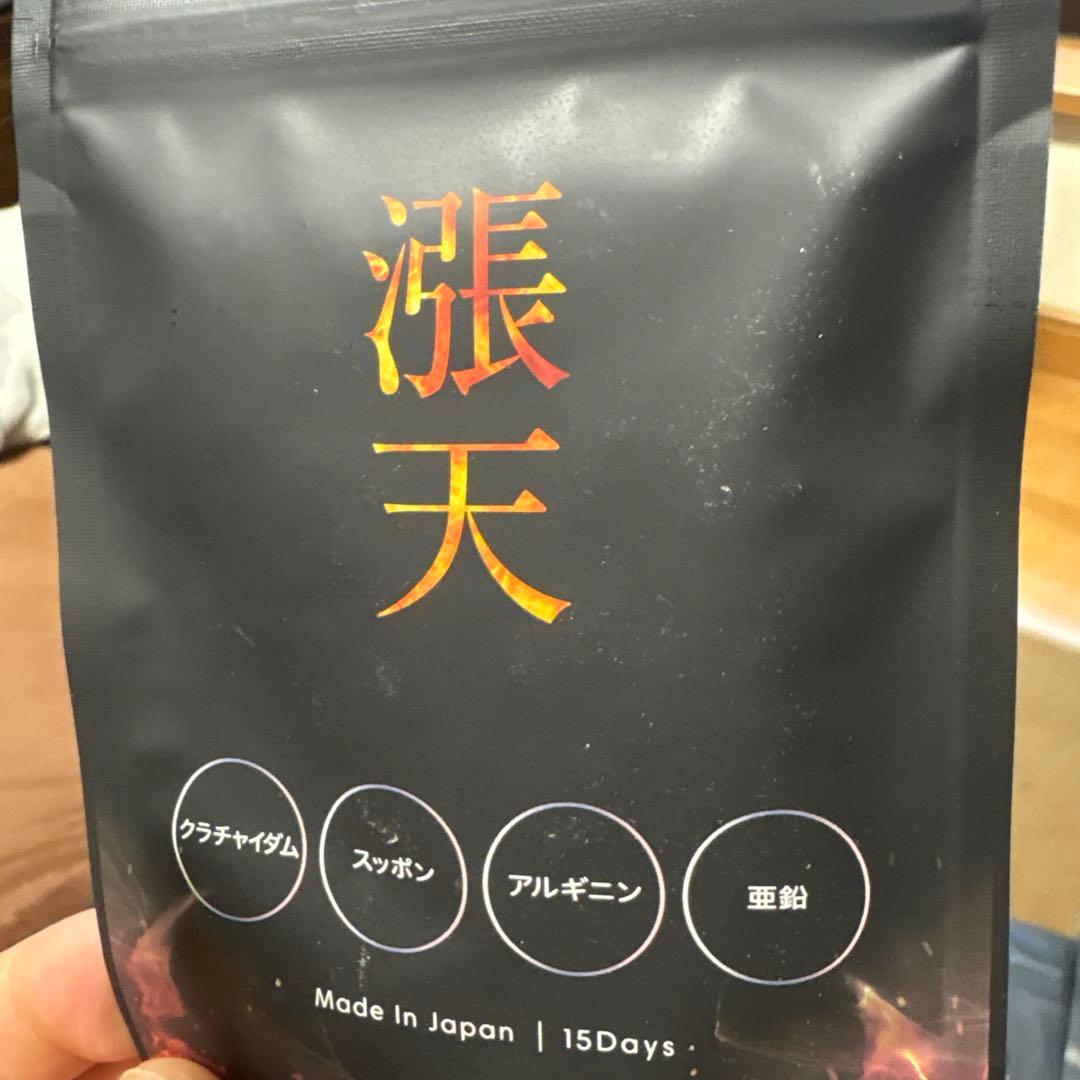 漲天
クラチャイダム
スッポン
アルギニン
亜鉛
Made In Japan | 15Days